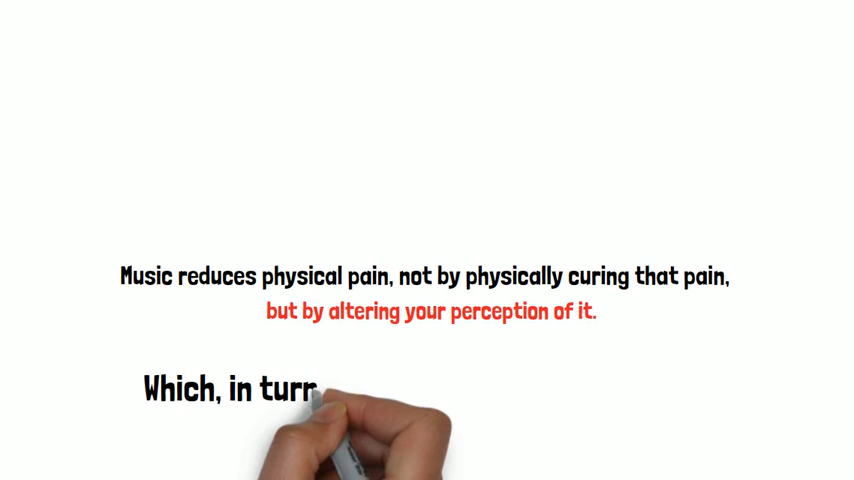 Music reduces physical pain, not by physically curing that pain,
but by altering your perception of it.
Which, in turn